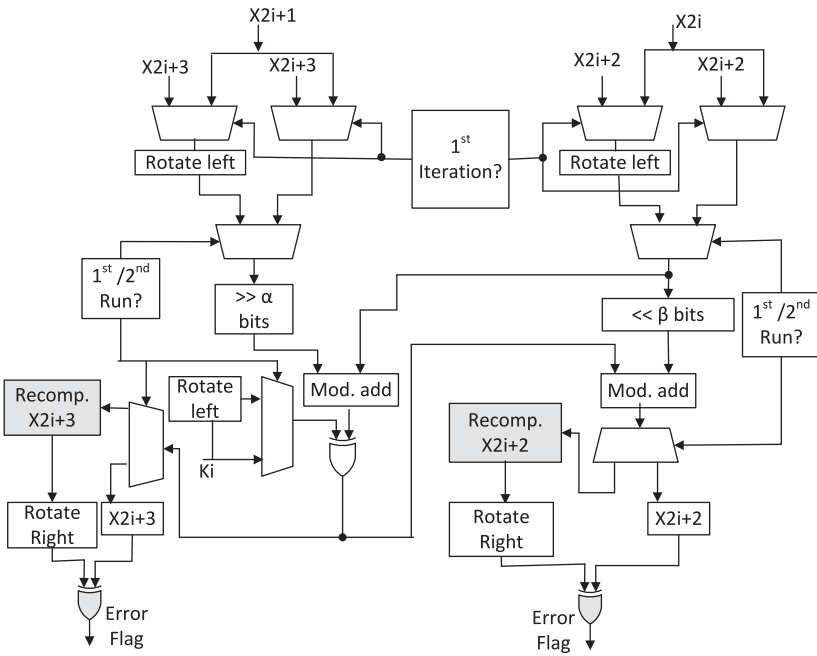 X2i+1
X2i
X2i+3
X2i+3
X2i+2
X2i+2
1st
Iteration?
Rotate left
Rotate left
1st/2nd
Run?
>> α
bits
<< β bits
1st/2nd
Run?
Rotate
left
Mod. add
Mod. add
Recomp.
X2i+3
Recomp.
X2i+2
Ki
Rotate
Right
X2i+3
Rotate
Right
X2i+2
Error
Flag
Error
Flag